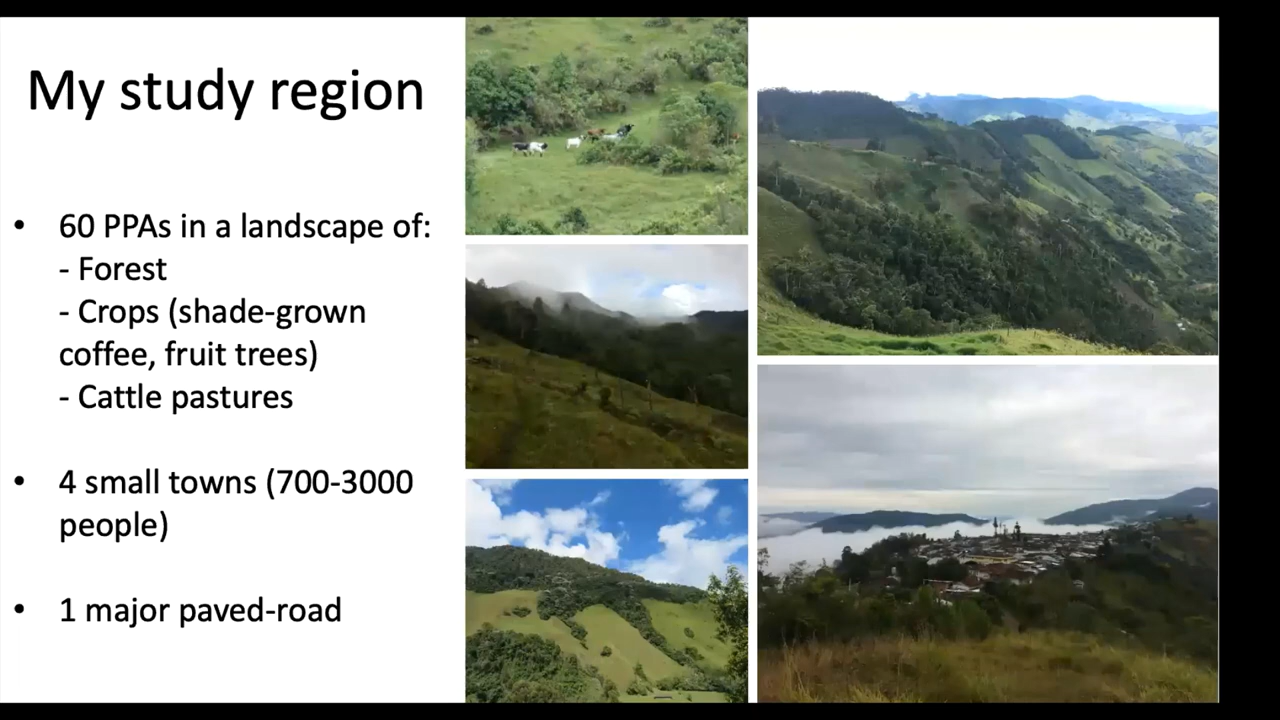 My study region
• 60 PPAs in a landscape of:
- Forest
- Crops (shade-grown
coffee, fruit trees)
- Cattle pastures
• 4 small towns (700-3000
people)
• 1 major paved-road